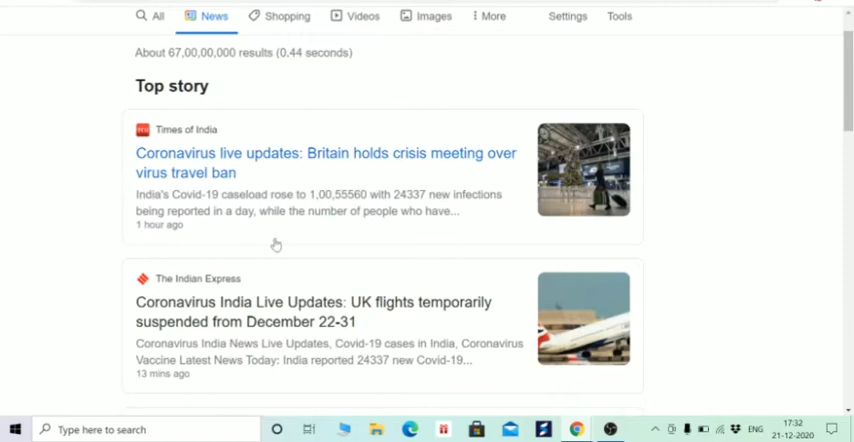 All News Shopping Videos Images More Settings Tools
About 67,00,00,000 results (0.44 seconds)
Top story
Times of India
Coronavirus live updates: Britain holds crisis meeting over
virus travel ban
India's Covid-19 caseload rose to 1,00,55560 with 24337 new infections
being reported in a day, while the number of people who have...
1 hour ago
The Indian Express
Coronavirus India Live Updates: UK flights temporarily
suspended from December 22-31
Coronavirus India News Live Updates, Covid-19 cases in India, Coronavirus
Vaccine Latest News Today: India reported 24337 new Covid-19...
13 mins ago
Type here to search
ENG
17:32
21-12-2020